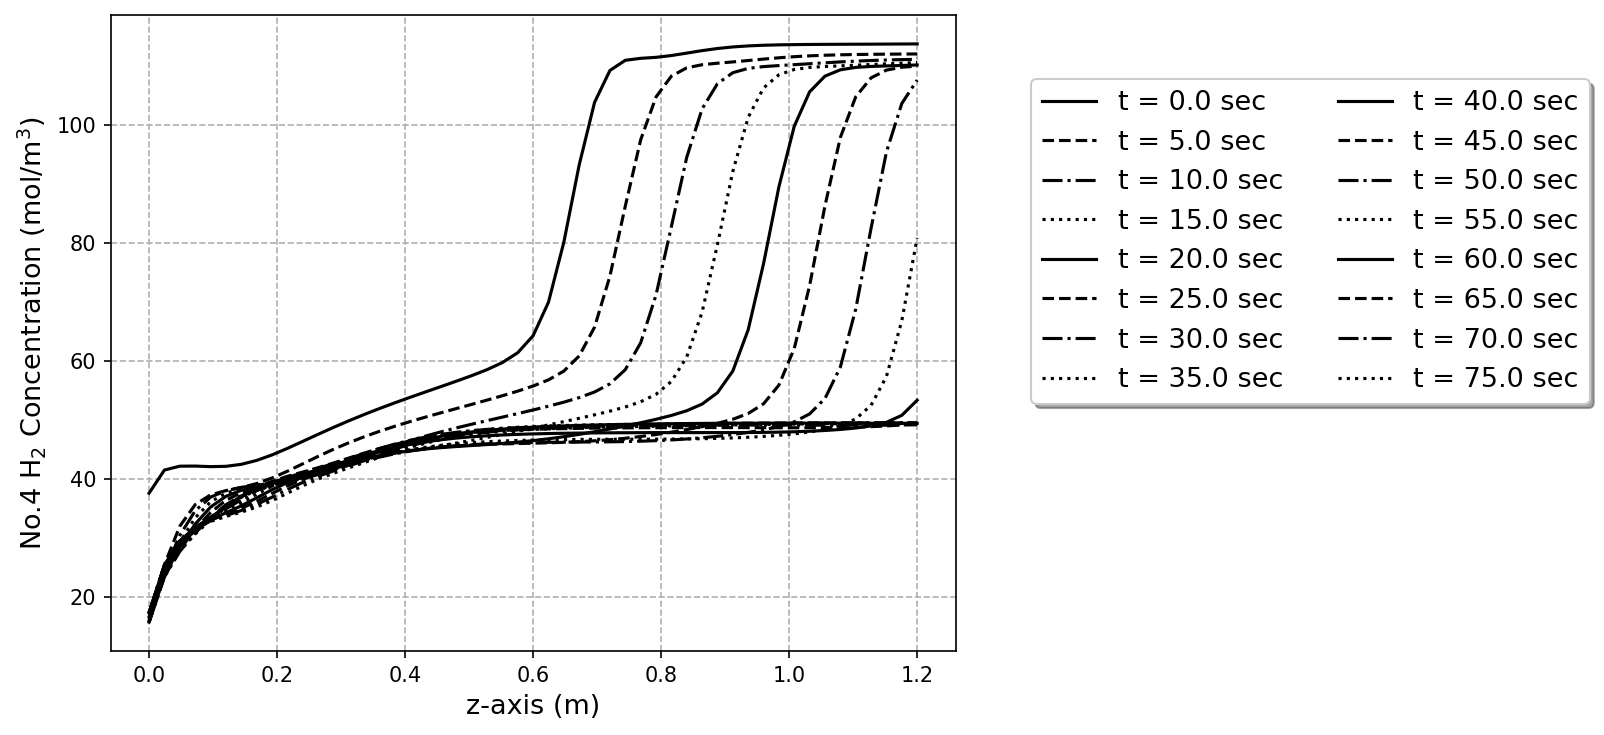 No.4 H₂ Concentration (mol/m³)
100
80
60
40
20
0.0 0.2 0.4 0.6 0.8 1.0 1.2
z-axis (m)
t = 0.0 sec
t = 5.0 sec
t = 10.0 sec
t = 15.0 sec
t = 20.0 sec
t = 25.0 sec
t = 30.0 sec
t = 35.0 sec
t = 40.0 sec
t = 45.0 sec
t = 50.0 sec
t = 55.0 sec
t = 60.0 sec
t = 65.0 sec
t = 70.0 sec
t = 75.0 sec